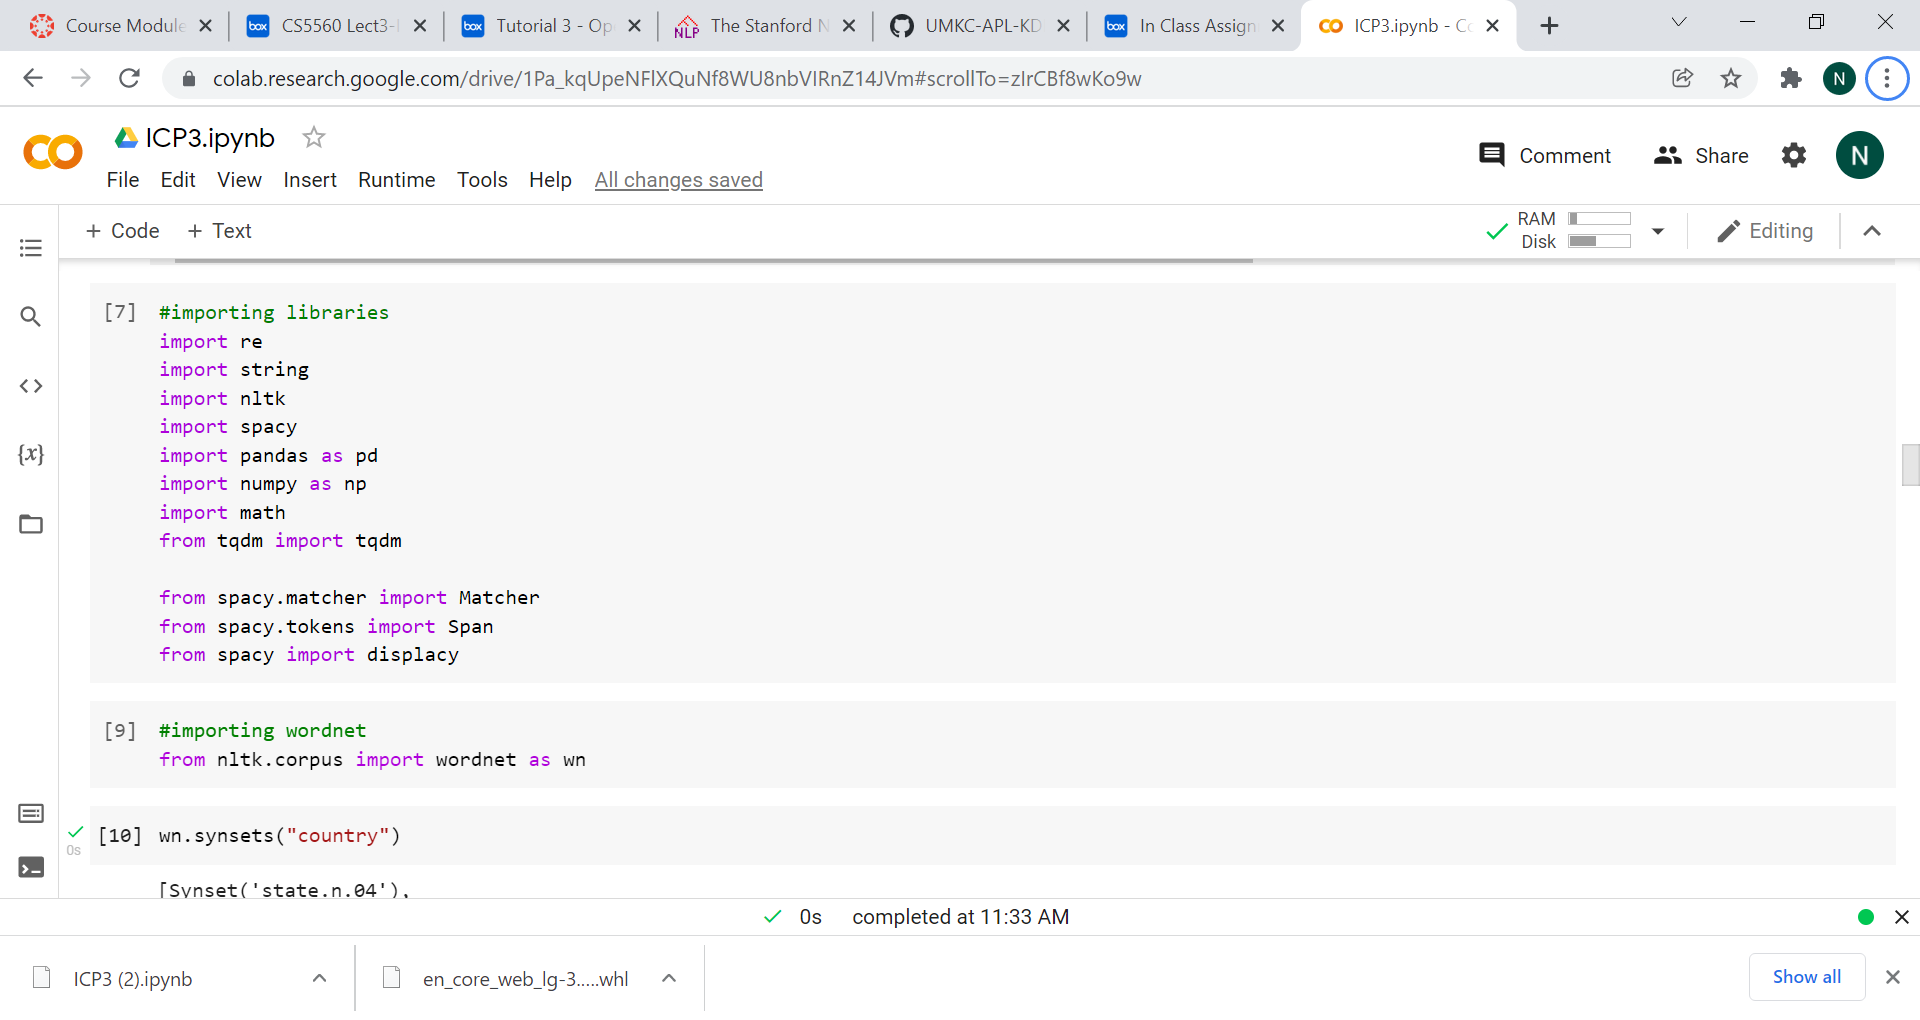 Course Module
CS5560 Lect3-
Tutorial 3 - Op
NLP
The Stanford N
UMKC-APL-KD
In Class Assign
ICP3.ipynb - Co
box
box
box
colab.research.google.com/drive/1Pa_kqUpeNFlXQuNf8WU8nbVIRnZ14JVm#scrollTo=zIrCBf8wKo9w
N
ICP3.ipynb
Comment
Share
N
File Edit View Insert Runtime Tools Help All changes saved
+ Code + Text
RAM
Disk
Editing
[7] #importing libraries
import re
import string
import nltk
import spacy
import pandas as pd
import numpy as np
import math
from tqdm import tqdm
from spacy.matcher import Matcher
from spacy.tokens import Span
from spacy import displacy
{x}
[9] #importing wordnet
from nltk.corpus import wordnet as wn
0s
[10] wn.synsets("country")
[Synset('state.n.04'),
0s completed at 11:33 AM
ICP3 (2).ipynb
en_core_web_lg-3.....whl
Show all